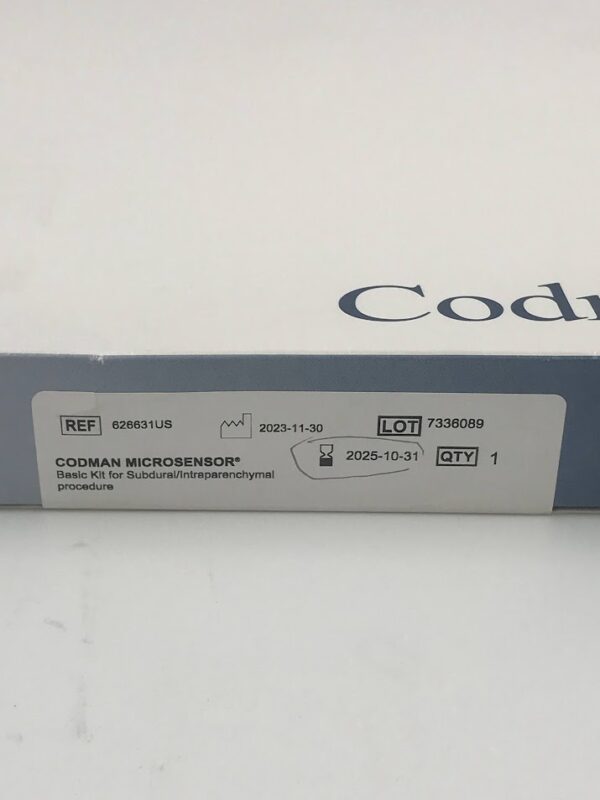 Cod
REF 626631US 2023-11-30 LOT 7336089
CODMAN MICROSENSOR® 2025-10-31 QTY 1
Basic Kit for Subdural/Intraparenchymal
procedure